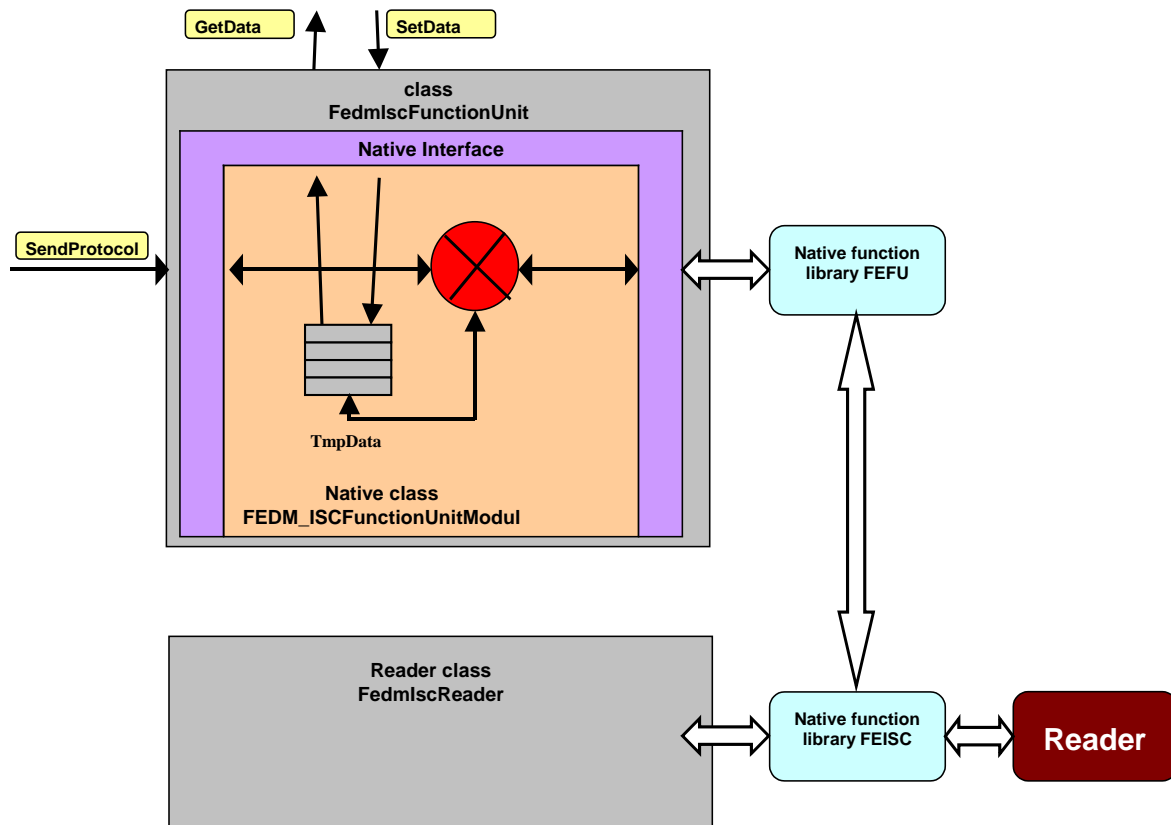 GetData
SetData
class
FedmIscFunctionUnit
Native Interface
SendProtocol
Native function
library FEFU
TmpData
Native class
FEDM_ISCFunctionUnitModul
Reader class
FedmIscReader
Native function
library FEISC
Reader